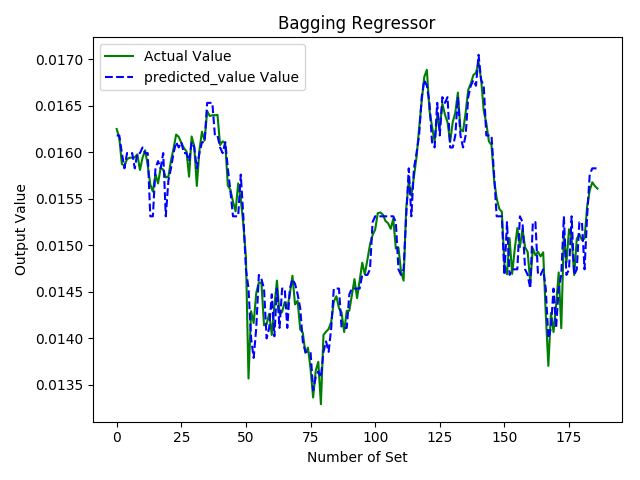 Bagging Regressor
Actual Value
predicted_value Value
0.0170
0.0165
0.0160
0.0155
0.0150
0.0145
0.0140
0.0135
Output Value
0 25 50 75 100 125 150 175
Number of Set